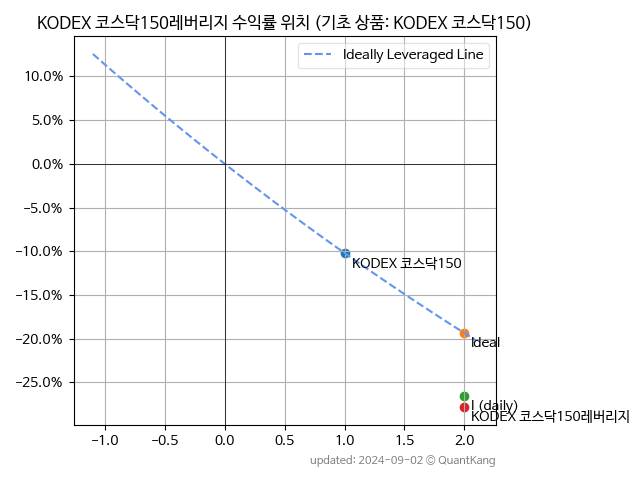 KODEX 코스닥150레버리지 수익률 위치 (기초 상품: KODEX 코스닥150)
Ideally Leveraged Line
10.0%
5.0%
0.0%
−5.0%
−10.0%
−15.0%
−20.0%
−25.0%
KODEX 코스닥150
Ideal
I (daily)
KODEX 코스닥150레버리지
−1.0 −0.5 0.0 0.5 1.0 1.5 2.0
updated: 2024-09-02 © QuantKang